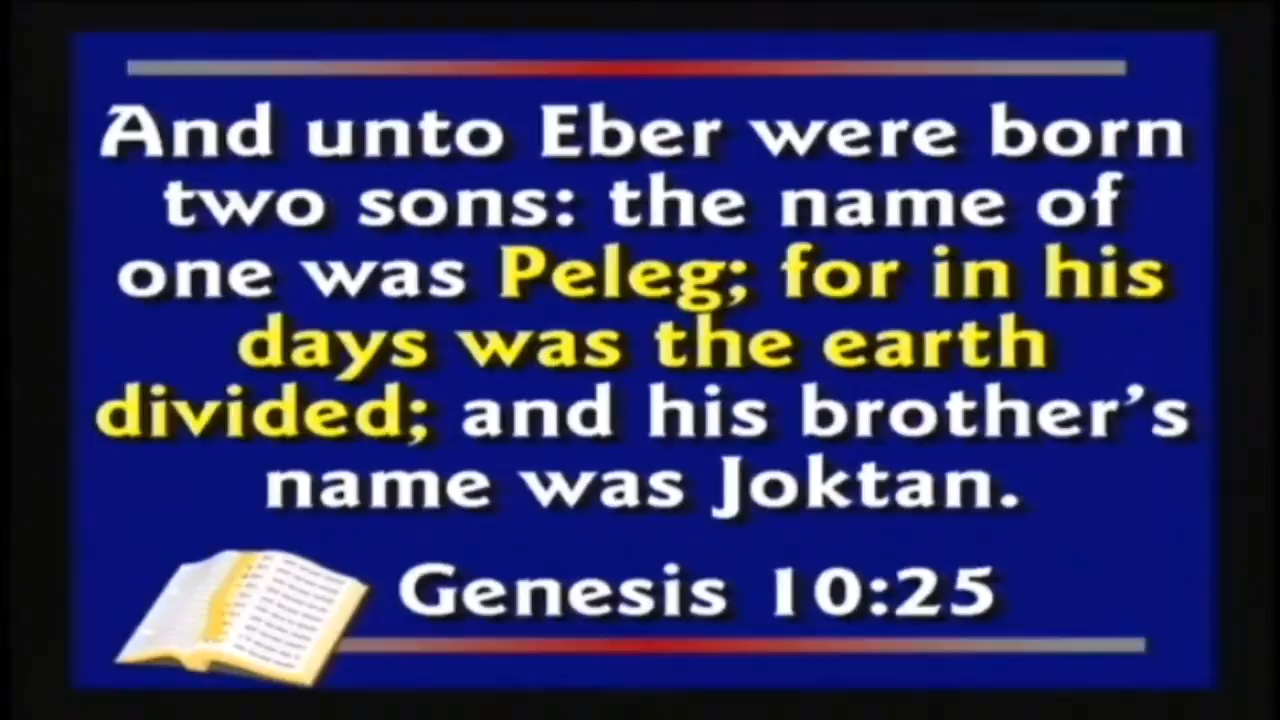 And unto Eber were born
two sons: the name of
one was Peleg; for in his
days was the earth
divided; and his brother's
name was Joktan.
Genesis 10:25